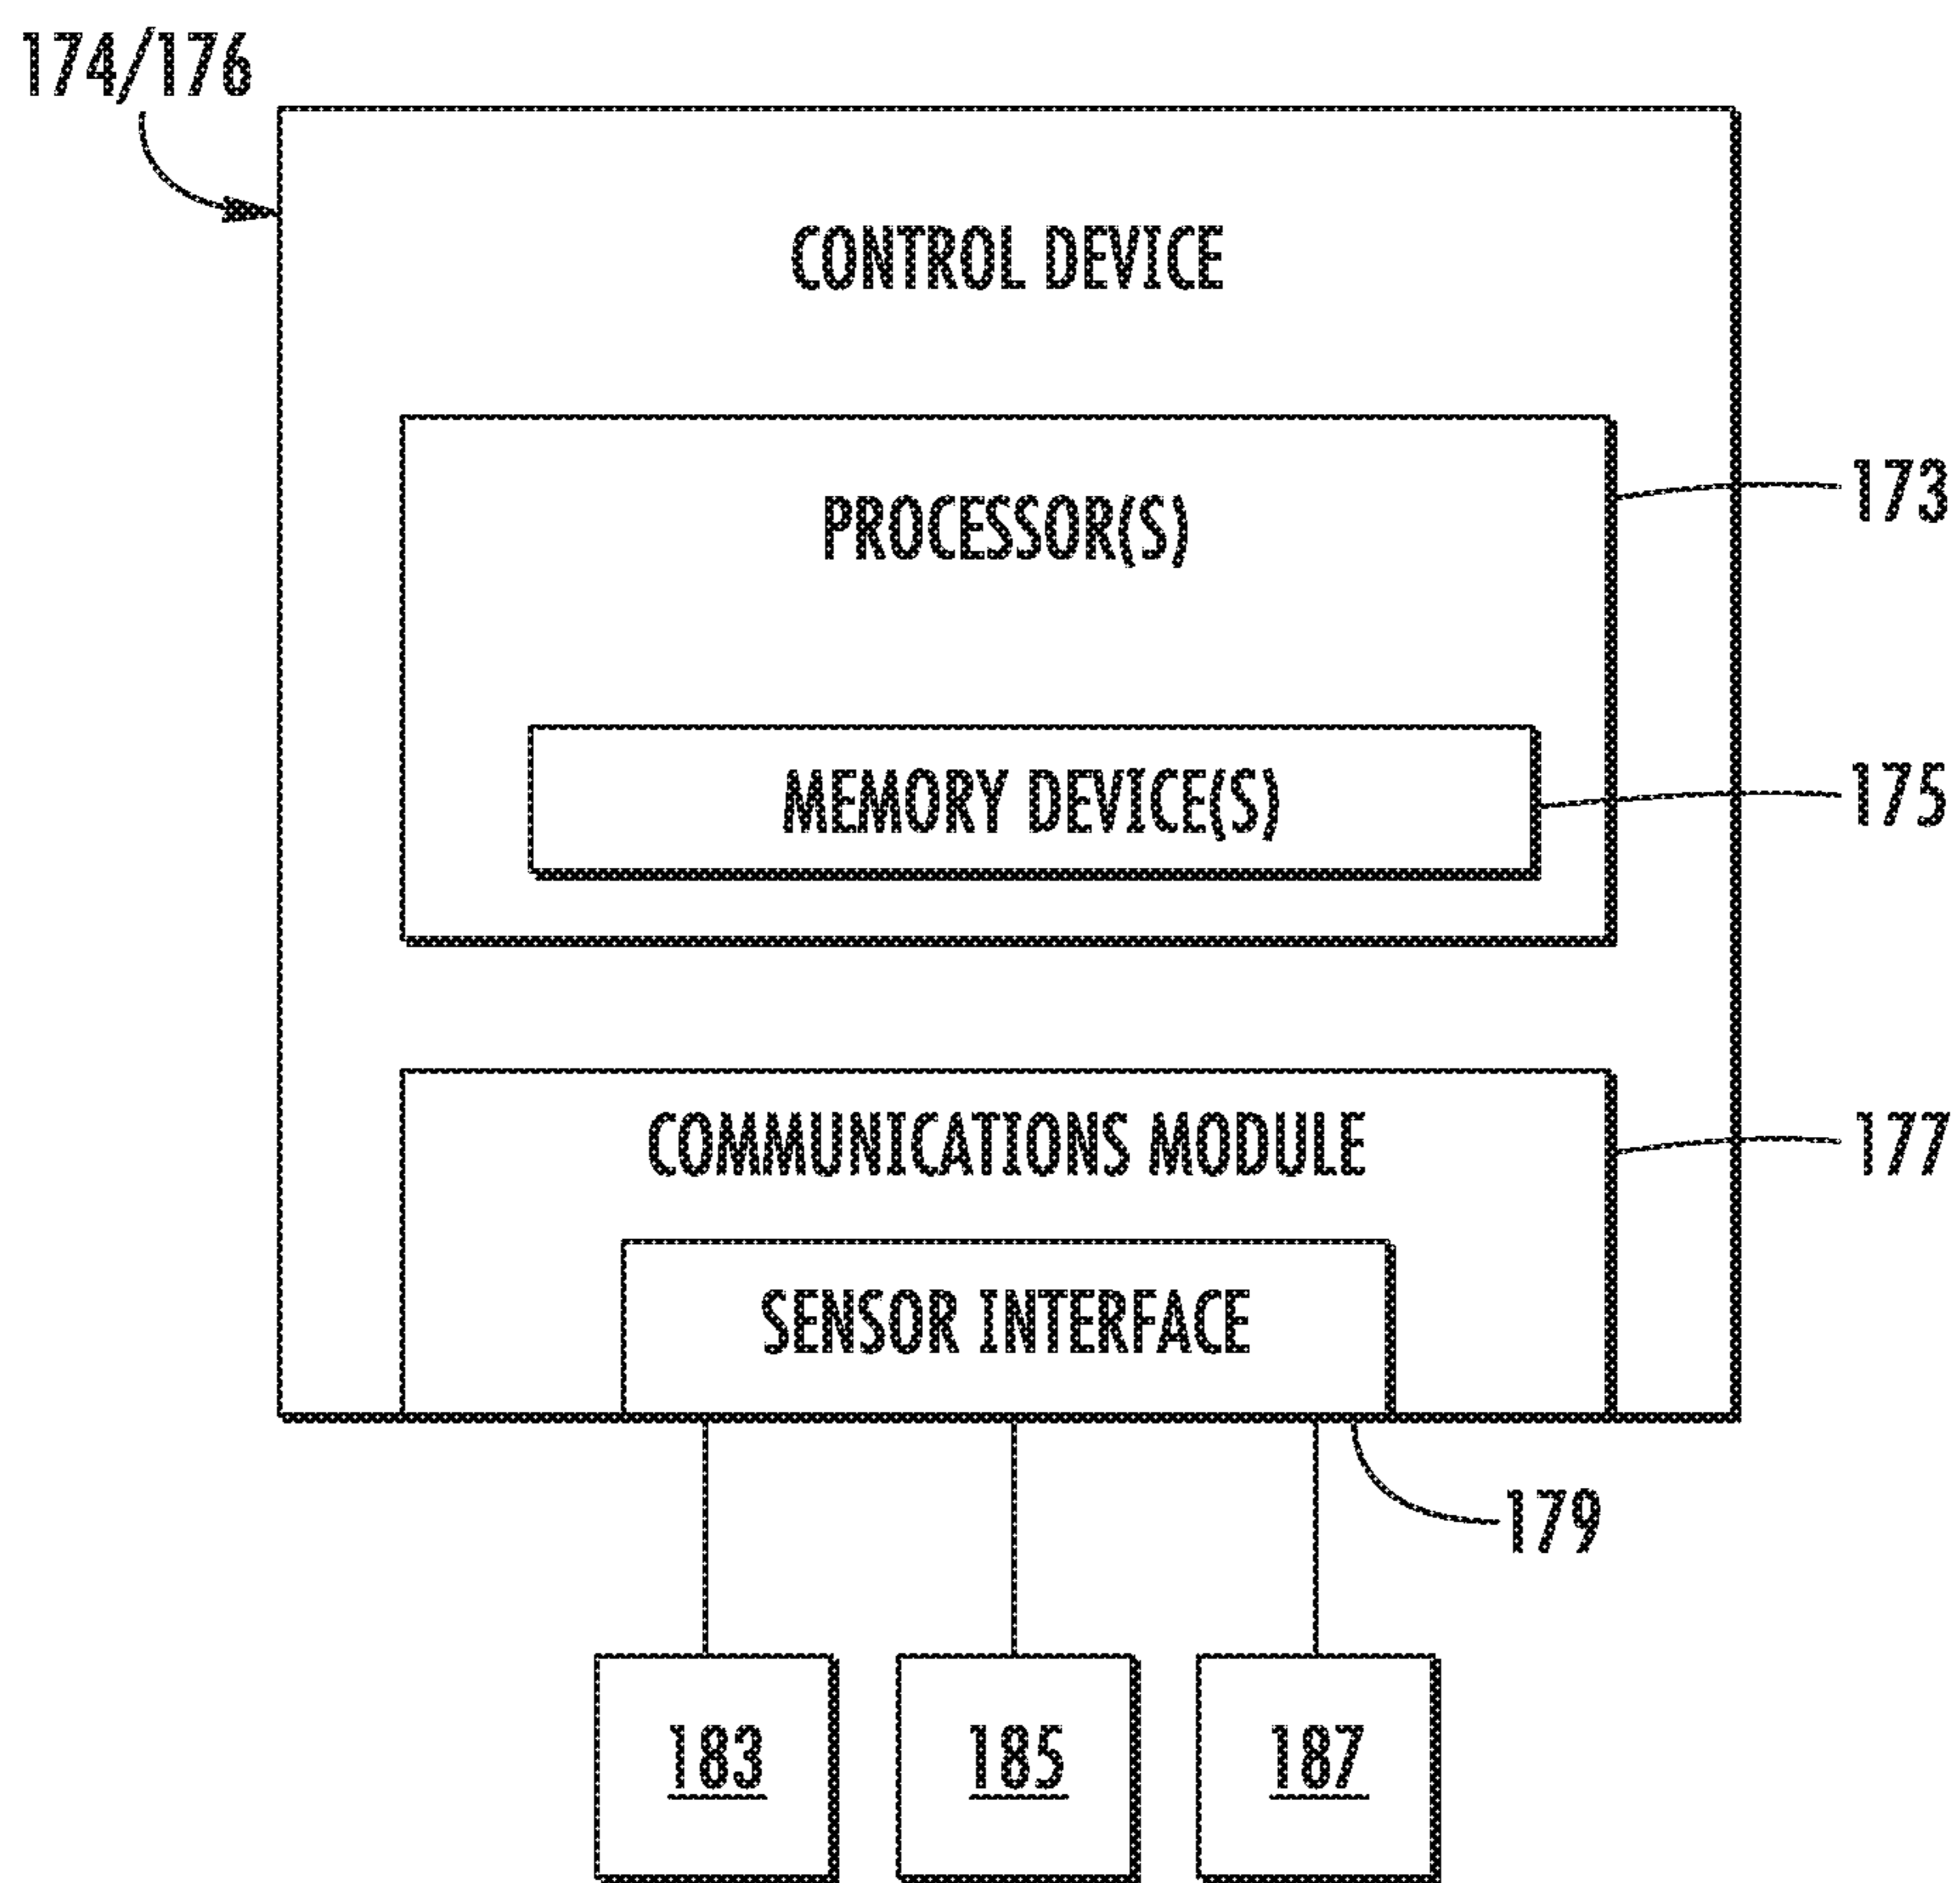 174/176
CONTROL DEVICE
PROCESSOR(S)
173
MEMORY DEVICE(S)
175
COMMUNICATIONS MODULE
177
SENSOR INTERFACE
179
183
185
187